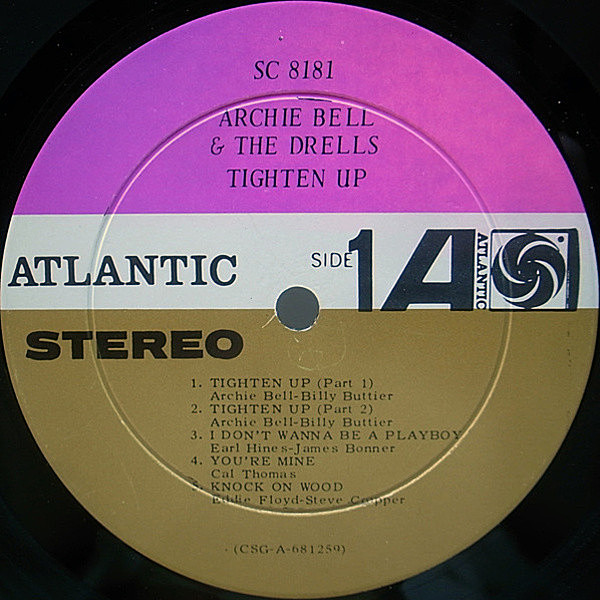 SC 8181
ARCHIE BELL
& THE DRELLS
TIGHTEN UP
ATLANTIC
SIDE 1 A
ATLANTIC
STEREO
1. TIGHTEN UP (Part 1)
Archie Bell-Billy Buttier
2. TIGHTEN UP (Part 2)
Archie Bell-Billy Buttier
3. I DON'T WANNA BE A PLAYBOY
Earl Hines-James Bonner
4. YOU'RE MINE
Cal Thomas
5. KNOCK ON WOOD
Eddie Floyd-Steve Cropper
(CSG-A-681259)